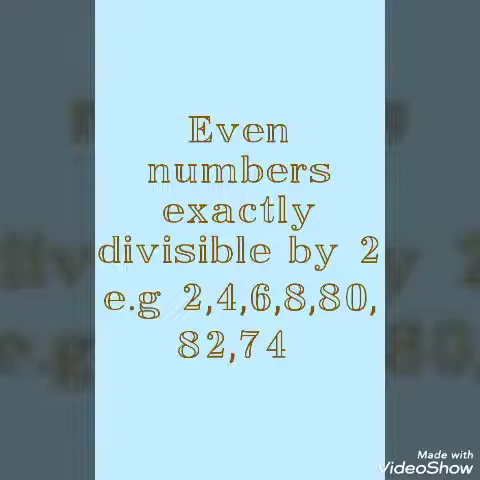 Even
numbers
exactly
divisible by 2
e.g 2,4,6,8,80,
82,74
Made with
VideoShow